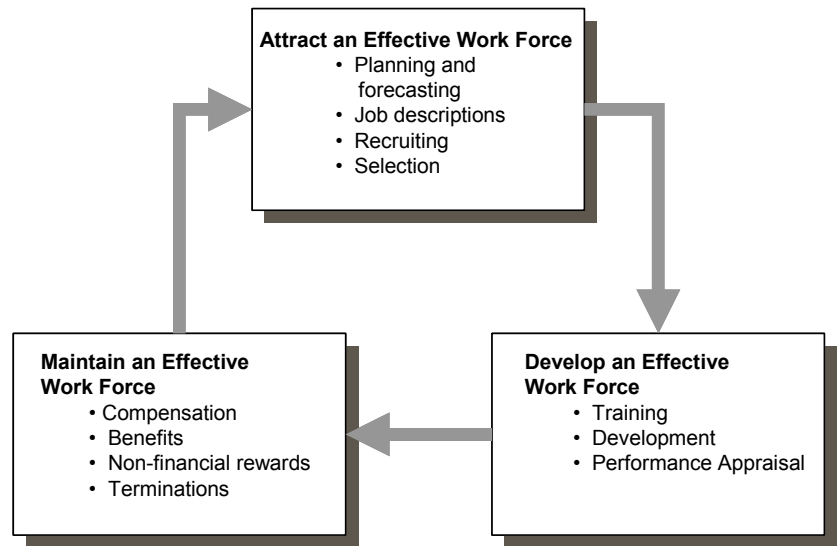 Attract an Effective Work Force
• Planning and
forecasting
• Job descriptions
• Recruiting
• Selection
Maintain an Effective
Work Force
• Compensation
• Benefits
• Non-financial rewards
• Terminations
Develop an Effective
Work Force
• Training
• Development
• Performance Appraisal